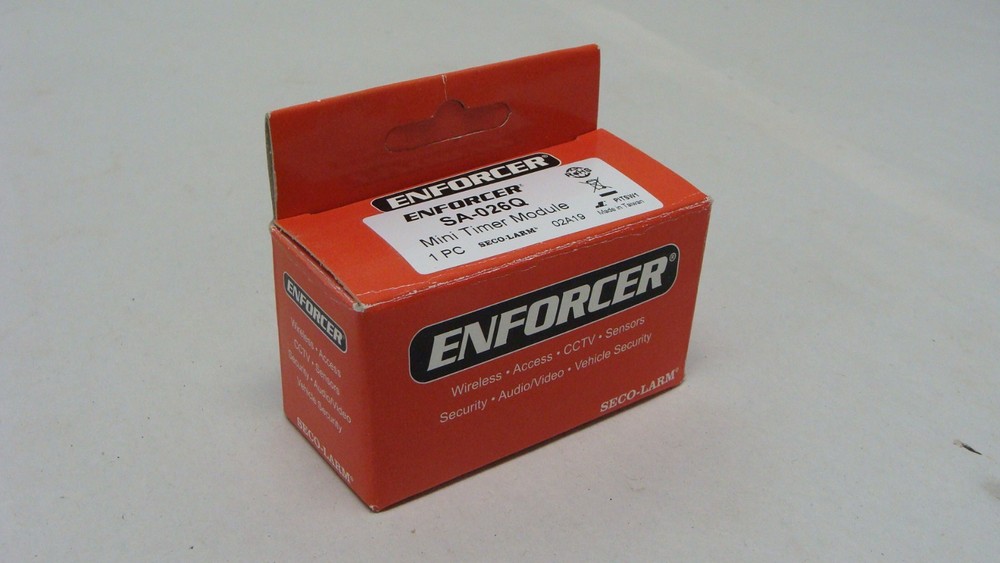 ENFORCER
ENFORCER®
SA-026Q
Mini Timer Module
1 PC SECO-LARM® 02A19
RoHS
PITSW1
Made in Taiwan
ENFORCER®
Wireless • Access • CCTV • Sensors
Security • Audio/Video • Vehicle Security
SECO-LARM®
ENFORCER
Wireless • Access
CCTV • Sensors
Security • Audio/Video
Vehicle Security
SECO-LARM®